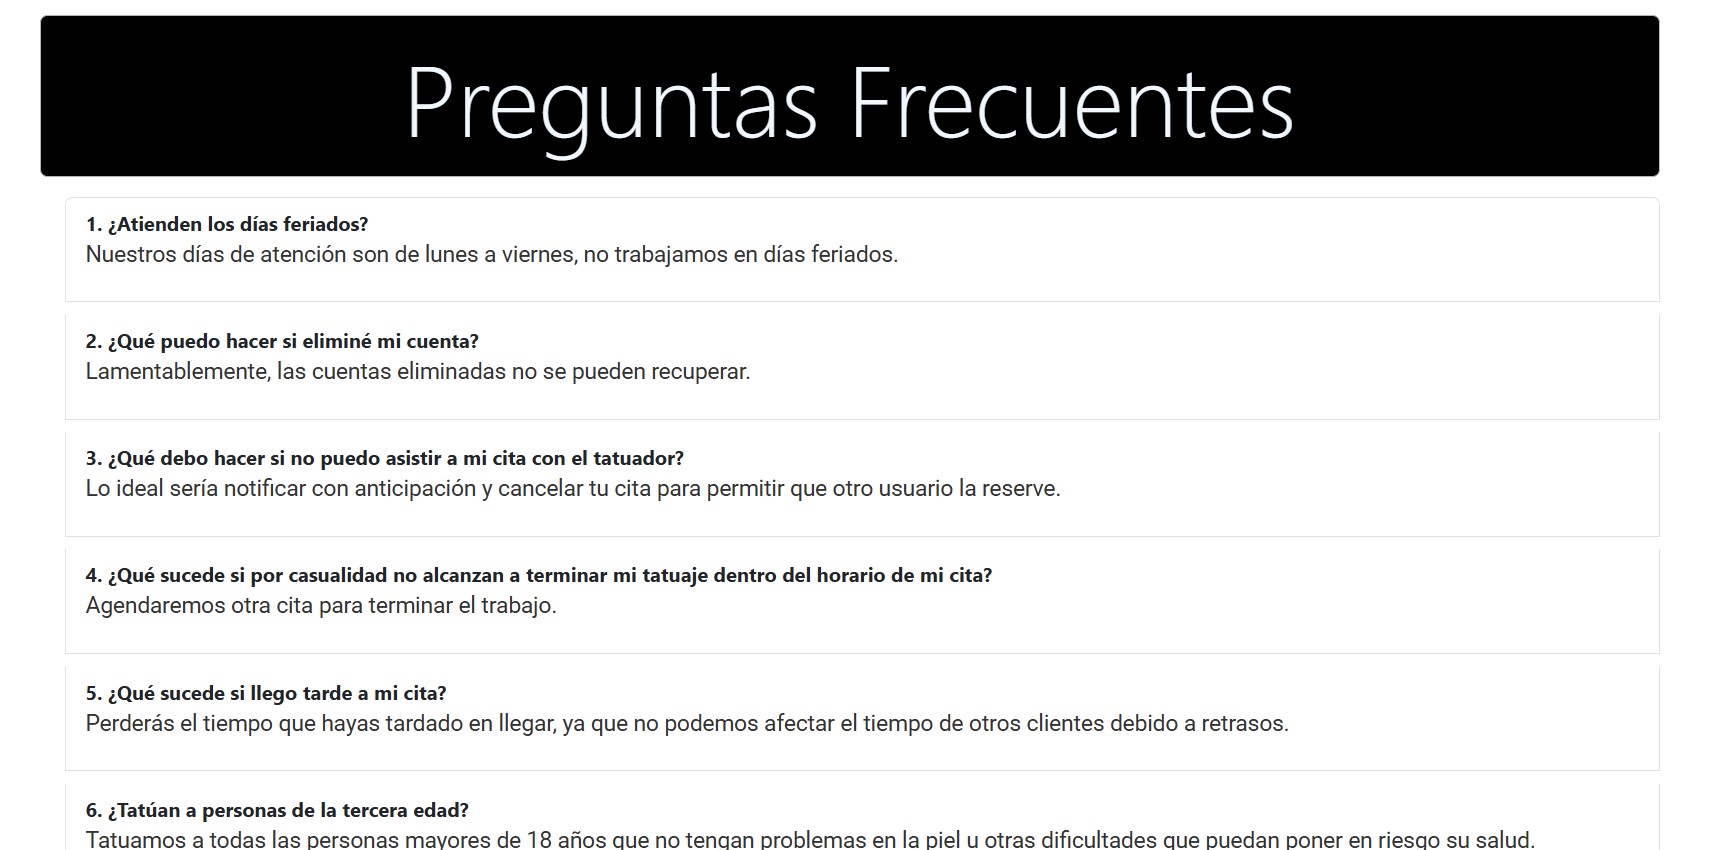 Preguntas Frecuentes
1. ¿Atienden los días feriados?
Nuestros días de atención son de lunes a viernes, no trabajamos en días feriados.
2. ¿Qué puedo hacer si eliminé mi cuenta?
Lamentablemente, las cuentas eliminadas no se pueden recuperar.
3. ¿Qué debo hacer si no puedo asistir a mi cita con el tatuador?
Lo ideal sería notificar con anticipación y cancelar tu cita para permitir que otro usuario la reserve.
4. ¿Qué sucede si por casualidad no alcanzan a terminar mi tatuaje dentro del horario de mi cita?
Agendaremos otra cita para terminar el trabajo.
5. ¿Qué sucede si llego tarde a mi cita?
Perderás el tiempo que hayas tardado en llegar, ya que no podemos afectar el tiempo de otros clientes debido a retrasos.
6. ¿Tatúan a personas de la tercera edad?
Tatuamos a todas las personas mayores de 18 años que no tengan problemas en la piel u otras dificultades que puedan poner en riesgo su salud.